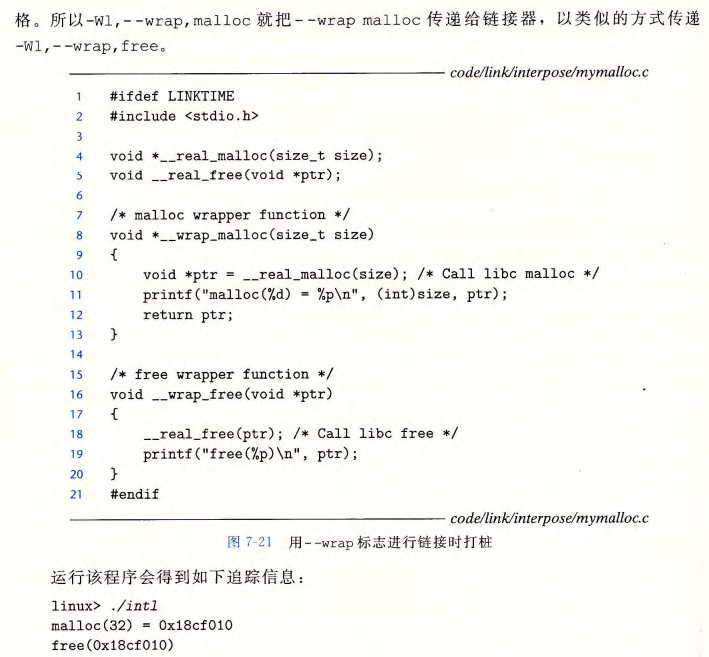 格。所以-Wl,--wrap,malloc 就把--wrap malloc 传递给链接器，以类似的方式传递
-Wl,--wrap,free。
code/link/interpose/mymalloc.c
1 #ifdef LINKTIME
2 #include <stdio.h>
3
4 void *__real_malloc(size_t size);
5 void __real_free(void *ptr);
6
7 /* malloc wrapper function */
8 void *__wrap_malloc(size_t size)
9 {
10 void *ptr = __real_malloc(size); /* Call libc malloc */
11 printf("malloc(%d) = %p\n", (int)size, ptr);
12 return ptr;
13 }
14
15 /* free wrapper function */
16 void __wrap_free(void *ptr)
17 {
18 __real_free(ptr); /* Call libc free */
19 printf("free(%p)\n", ptr);
20 }
21 #endif
code/link/interpose/mymalloc.c
图 7-21 用--wrap 标志进行链接时打桩
运行该程序会得到如下追踪信息：
linux> ./intl
malloc(32) = 0x18cf010
free(0x18cf010)